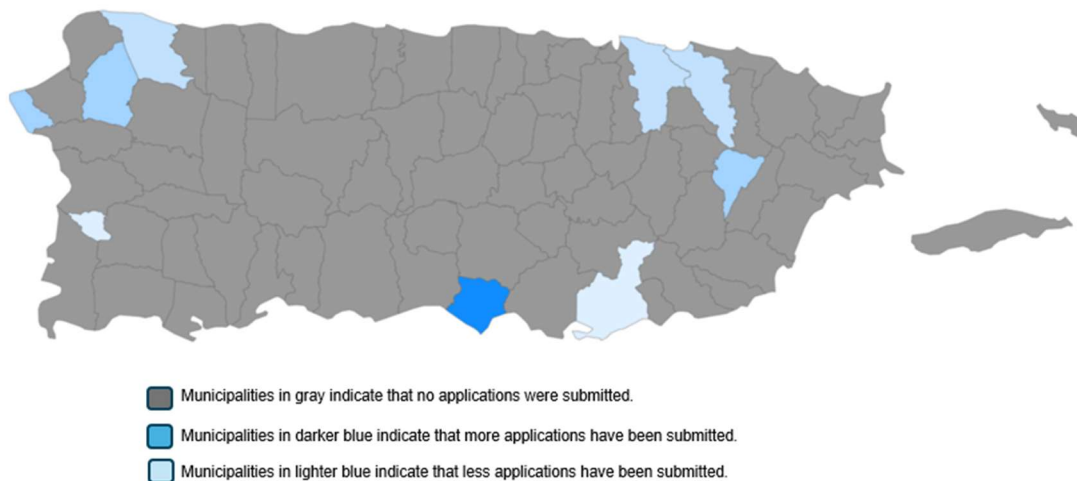 Municipalities in gray indicate that no applications were submitted.
Municipalities in darker blue indicate that more applications have been submitted.
Municipalities in lighter blue indicate that less applications have been submitted.